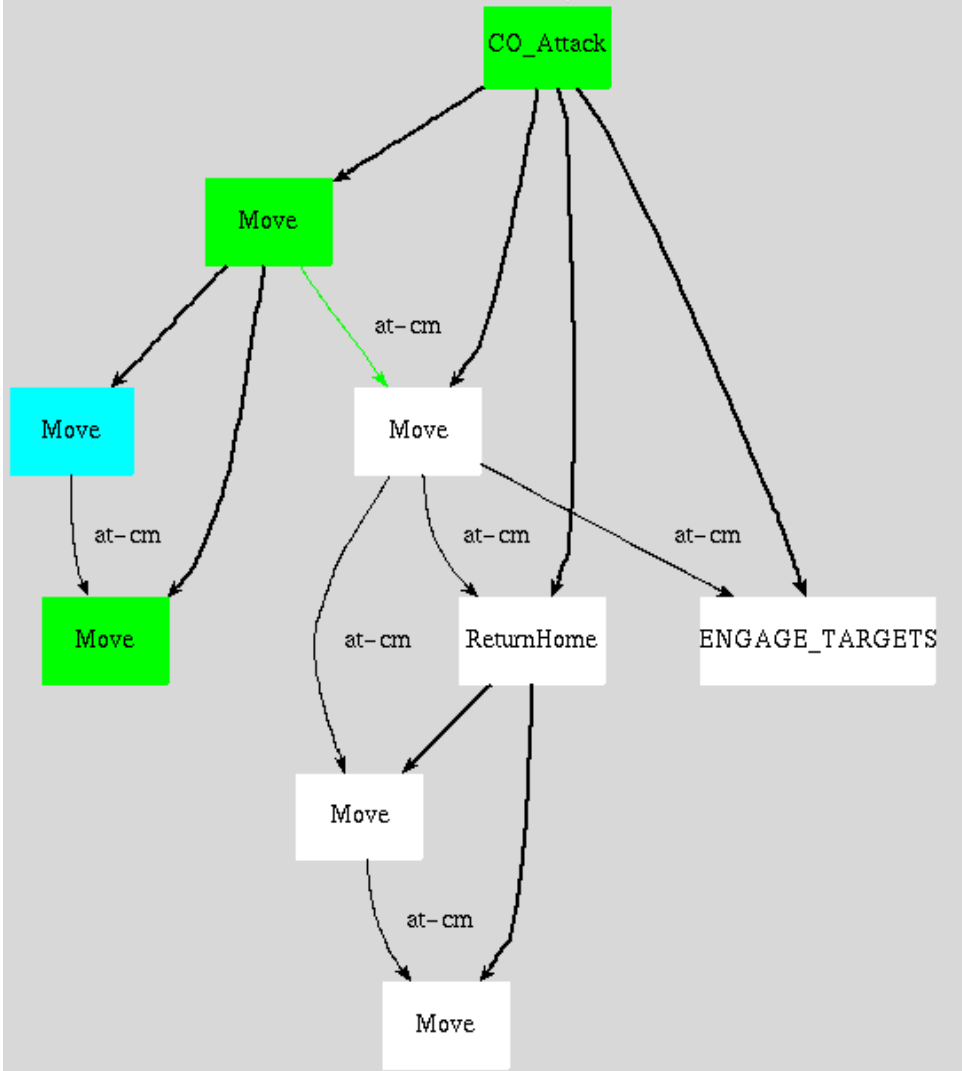 CO_Attack
Move
at-cm
Move
Move
at-cm
at-cm
at-cm
Move
at-cm
ReturnHome
ENGAGE_TARGETS
Move
at-cm
Move